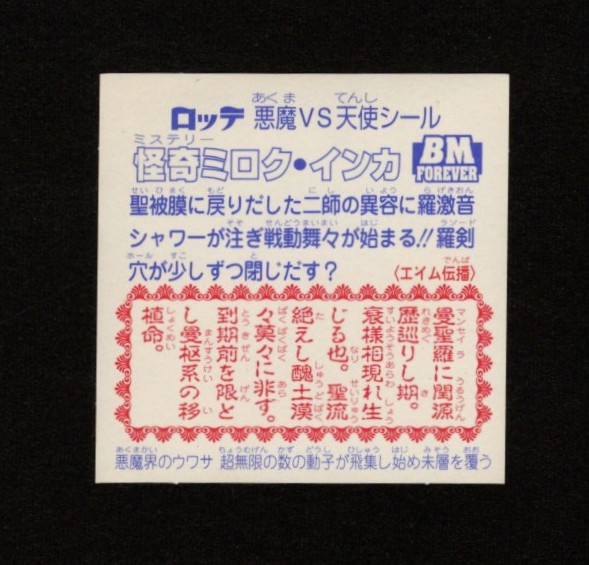 ロッテ 悪魔VS天使シール
怪奇ミロク・インカ
BM
FOREVER
聖被膜に戻りだした二師の異容に羅激音
シャワーが注ぎ戦動舞々が始まる!!羅剣
穴が少しずつ閉じだす?
〈エイム伝播〉
曼聖羅に閏源
歴巡りし期。
衰様相現れ生
じる也。聖流
絶えし醜土漠
々莫々に非す。
到期前を限と
し曼枢系の移
植命。
悪魔界のウワサ 超無限の数の動子が飛集し始め未層を覆う